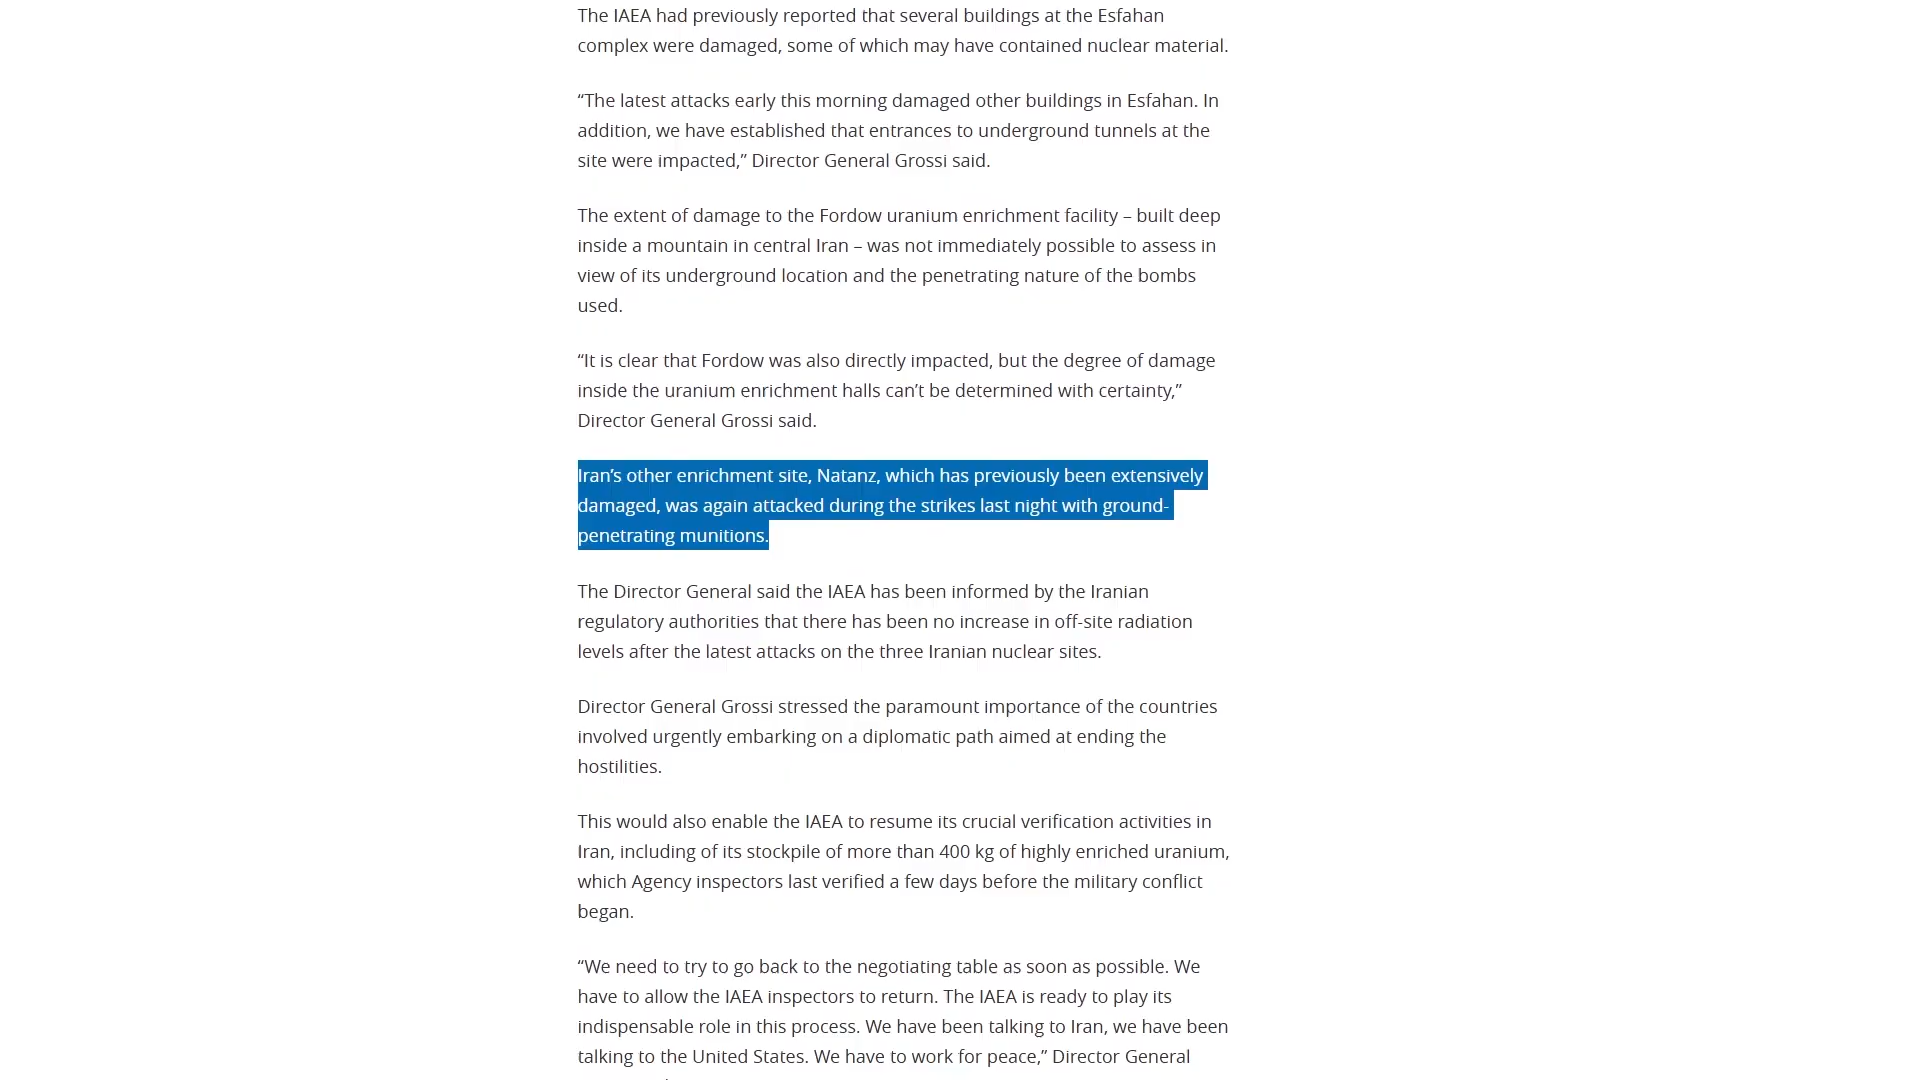 The IAEA had previously reported that several buildings at the Esfahan
complex were damaged, some of which may have contained nuclear material.
“The latest attacks early this morning damaged other buildings in Esfahan. In
addition, we have established that entrances to underground tunnels at the
site were impacted,” Director General Grossi said.
The extent of damage to the Fordow uranium enrichment facility – built deep
inside a mountain in central Iran – was not immediately possible to assess in
view of its underground location and the penetrating nature of the bombs
used.
“It is clear that Fordow was also directly impacted, but the degree of damage
inside the uranium enrichment halls can’t be determined with certainty,”
Director General Grossi said.
Iran’s other enrichment site, Natanz, which has previously been extensively
damaged, was again attacked during the strikes last night with ground-
penetrating munitions.
The Director General said the IAEA has been informed by the Iranian
regulatory authorities that there has been no increase in off-site radiation
levels after the latest attacks on the three Iranian nuclear sites.
Director General Grossi stressed the paramount importance of the countries
involved urgently embarking on a diplomatic path aimed at ending the
hostilities.
This would also enable the IAEA to resume its crucial verification activities in
Iran, including of its stockpile of more than 400 kg of highly enriched uranium,
which Agency inspectors last verified a few days before the military conflict
began.
“We need to try to go back to the negotiating table as soon as possible. We
have to allow the IAEA inspectors to return. The IAEA is ready to play its
indispensable role in this process. We have been talking to Iran, we have been
talking to the United States. We have to work for peace,” Director General